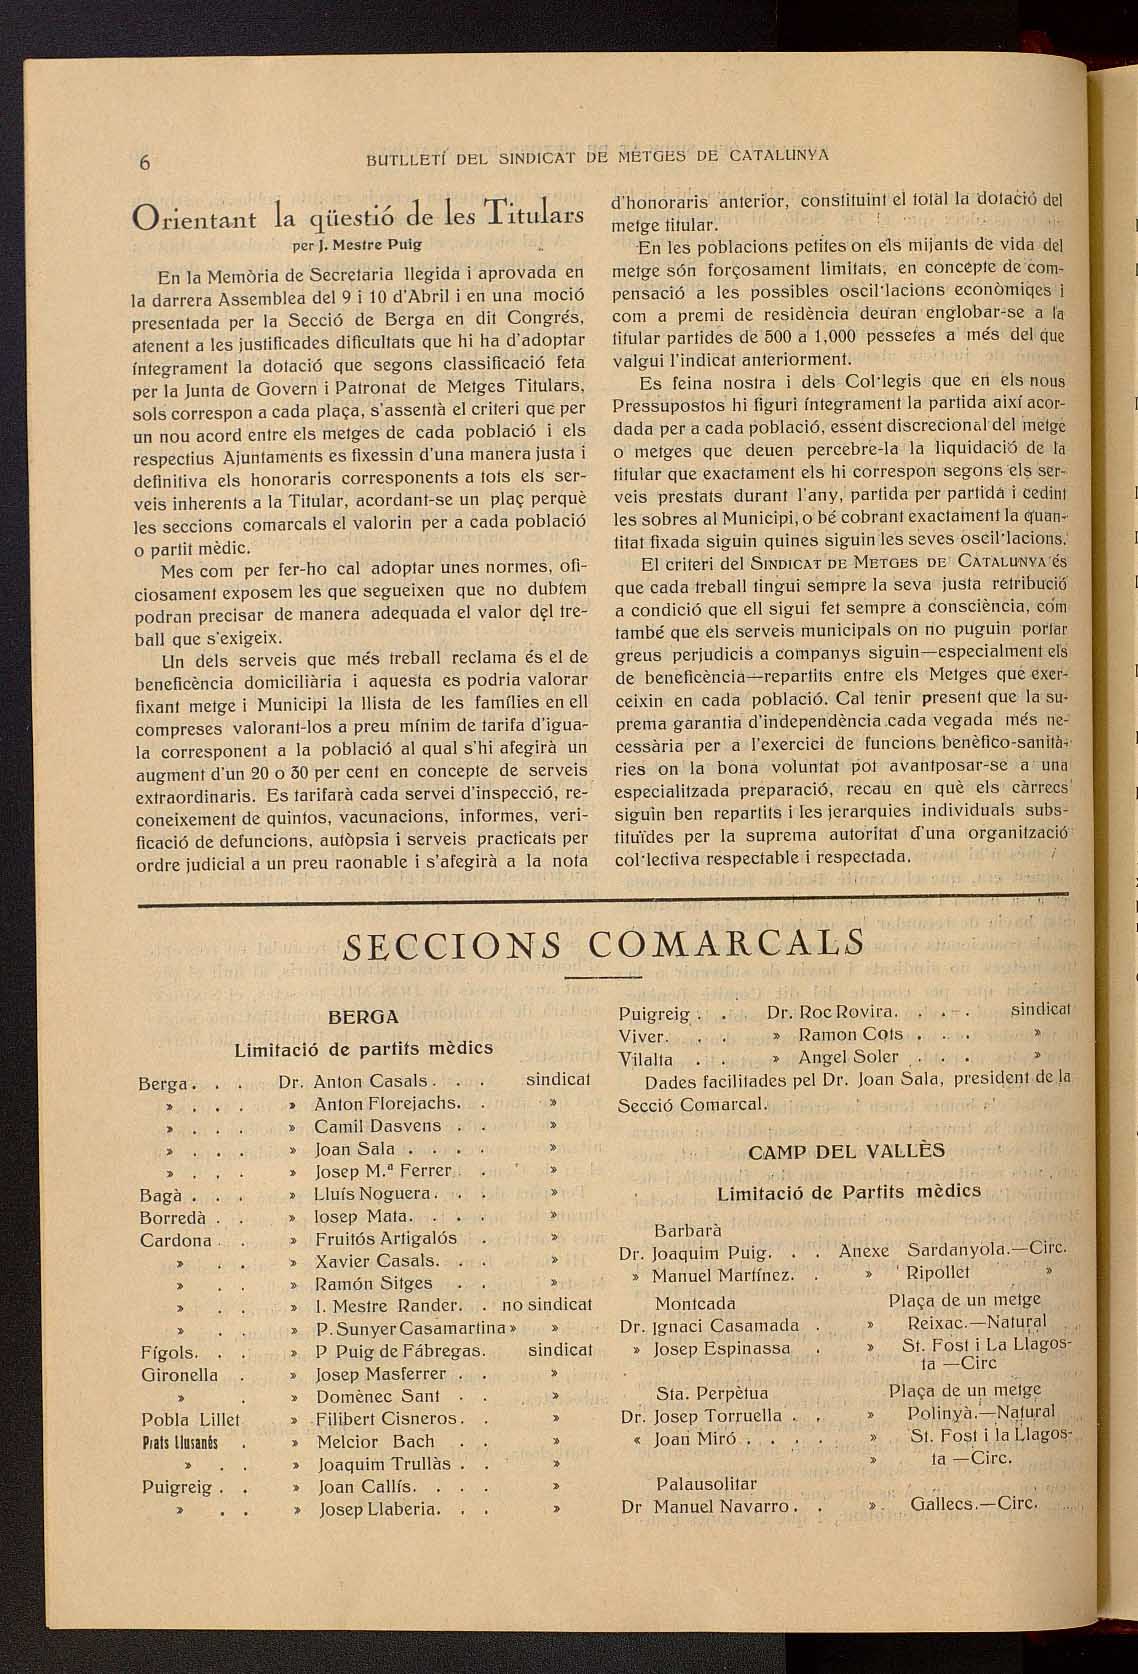 6
BUTLLETÍ DEL SINDICAT DE METGES DE CATALUNYA
Orientant la qüestió de les Titulars
per J. Mestre Puig
En la Memòria de Secretaria llegida i aprovada en
la darrera Assemblea del 9 i 10 d'Abril i en una moció
presentada per la Secció de Berga en dit Congrés,
atenent a les justificades dificultats que hi ha d'adoptar
íntegrament la dotació que segons classificació feta
per la Junta de Govern i Patronat de Metges Titulars,
sols correspon a cada plaça, s'assentà el criteri que per
un nou acord entre els metges de cada població i els
respectius Ajuntaments es fixessin d'una manera justa i
definitiva els honoraris corresponents a tots els ser-
veis inherents a la Titular, acordant-se un plaç perquè
les seccions comarcals el valorin per a cada població
o partit mèdic.
Mes com per fer-ho cal adoptar unes normes, ofi-
ciosament exposem les que segueixen que no dubtem
podran precisar de manera adequada el valor del tre-
ball que s'exigeix.
Un dels serveis que més treball reclama és el de
beneficència domiciliària i aquesta es podria valorar
fixant metge i Municipi la llista de les famílies en ell
compreses valorant-los a preu mínim de tarifa d'igua-
la corresponent a la població al qual s'hi afegirà un
augment d'un 20 o 30 per cent en concepte de serveis
extraordinaris. Es tarifarà cada servei d'inspecció, re-
coneixement de quintos, vacunacions, informes, veri-
ficació de defuncions, autòpsia i serveis practicats per
ordre judicial a un preu raonable i s'afegirà a la nota
d'honoraris anterior, constituint el total la dotació del
metge titular.
En les poblacions petites on els mijants de vida del
metge són forçosament limitats, en concepte de com-
pensació a les possibles oscil·lacions econòmiqes i
com a premi de residència deuran englobar-se a la
titular partides de 500 a 1,000 pessetes a més del que
valgui l'indicat anteriorment.
Es feina nostra i dels Col·legis que en els nous
Pressupostos hi figuri íntegrament la partida així acor-
dada per a cada població, essent discrecional del metge
o metges que deuen percebre-la la liquidació de la
titular que exactament els hi correspon segons els ser-
veis prestats durant l'any, partida per partida i cedint
les sobres al Municipi, o bé cobrant exactament la quan-
titat fixada siguin quines siguin les seves oscil·lacions.
El criteri del SINDICAT DE METGES DE CATALUNYA és
que cada treball tingui sempre la seva justa retribució
a condició que ell sigui fet sempre a consciència, com
també que els serveis municipals on no puguin portar
greus perjudicis a companys siguin—especialment els
de beneficència—repartits entre els Metges que exer-
ceixin en cada població. Cal tenir present que la su-
prema garantia d'independència cada vegada més ne-
cessària per a l'exercici de funcions benèfico-sanità-
ries on la bona voluntat pot avantposar-se a una
especialitzada preparació, recau en què els càrrecs
siguin ben repartits i les jerarquies individuals subs-
tituïdes per la suprema autoritat d'una organització
col·lectiva respectable i respectada.
SECCIONS COMARCALS
BERGA
Limitació de partits mèdics
Berga . . . Dr. Anton Casals . . . sindicat
» . . . » Anton Florejachs. . »
» . . . » Camil Dasvens . . »
» . . . » Joan Sala . . . . »
» . . . » Josep M.ª Ferrer . . »
Bagà . . . » Lluís Noguera. . . »
Borredà . . » Iosep Mata. . . . »
Cardona . . » Fruitós Artigalós . »
» . . » Xavier Casals. . . »
» . . » Ramón Sitges . . »
» . . » I. Mestre Rander. . no sindicat
» . . » P. Sunyer Casamartina » »
Fígols. . . » P Puig de Fábregas. sindicat
Gironella . » Josep Masferrer . . »
» . » Domènec Sant . . »
Pobla Lillet » Filibert Cisneros. . »
Prats Llusanés . » Melcior Bach . . »
» . . » Joaquim Trullàs . . »
Puigreig . . » Joan Callís. . . . »
» . . » Josep Llaberia. . . »
Puigreig . . . Dr. Roc Rovira. . . . sindicat
Viver. . . » Ramon Cots . . . »
Vilalta . . » Angel Soler . . . »
Dades facilitades pel Dr. Joan Sala, president de la
Secció Comarcal.
CAMP DEL VALLÈS
Limitació de Partits mèdics
Barbarà
Dr. Joaquim Puig. . . Anexe Sardanyola.—Circ.
» Manuel Martínez. . » Ripollet »
Montcada Plaça de un metge
Dr. Ignaci Casamada . » Reixac.—Natural
» Josep Espinassa . » St. Fost i La Llagos-
ta —Circ
Sta. Perpètua Plaça de un metge
Dr. Josep Torruella . . » Polinyà.—Natural
« Joan Miró . . . . » St. Fost i la Llagos-
» ta —Circ.
Palausolitar
Dr Manuel Navarro . . » Gallecs.—Circ.